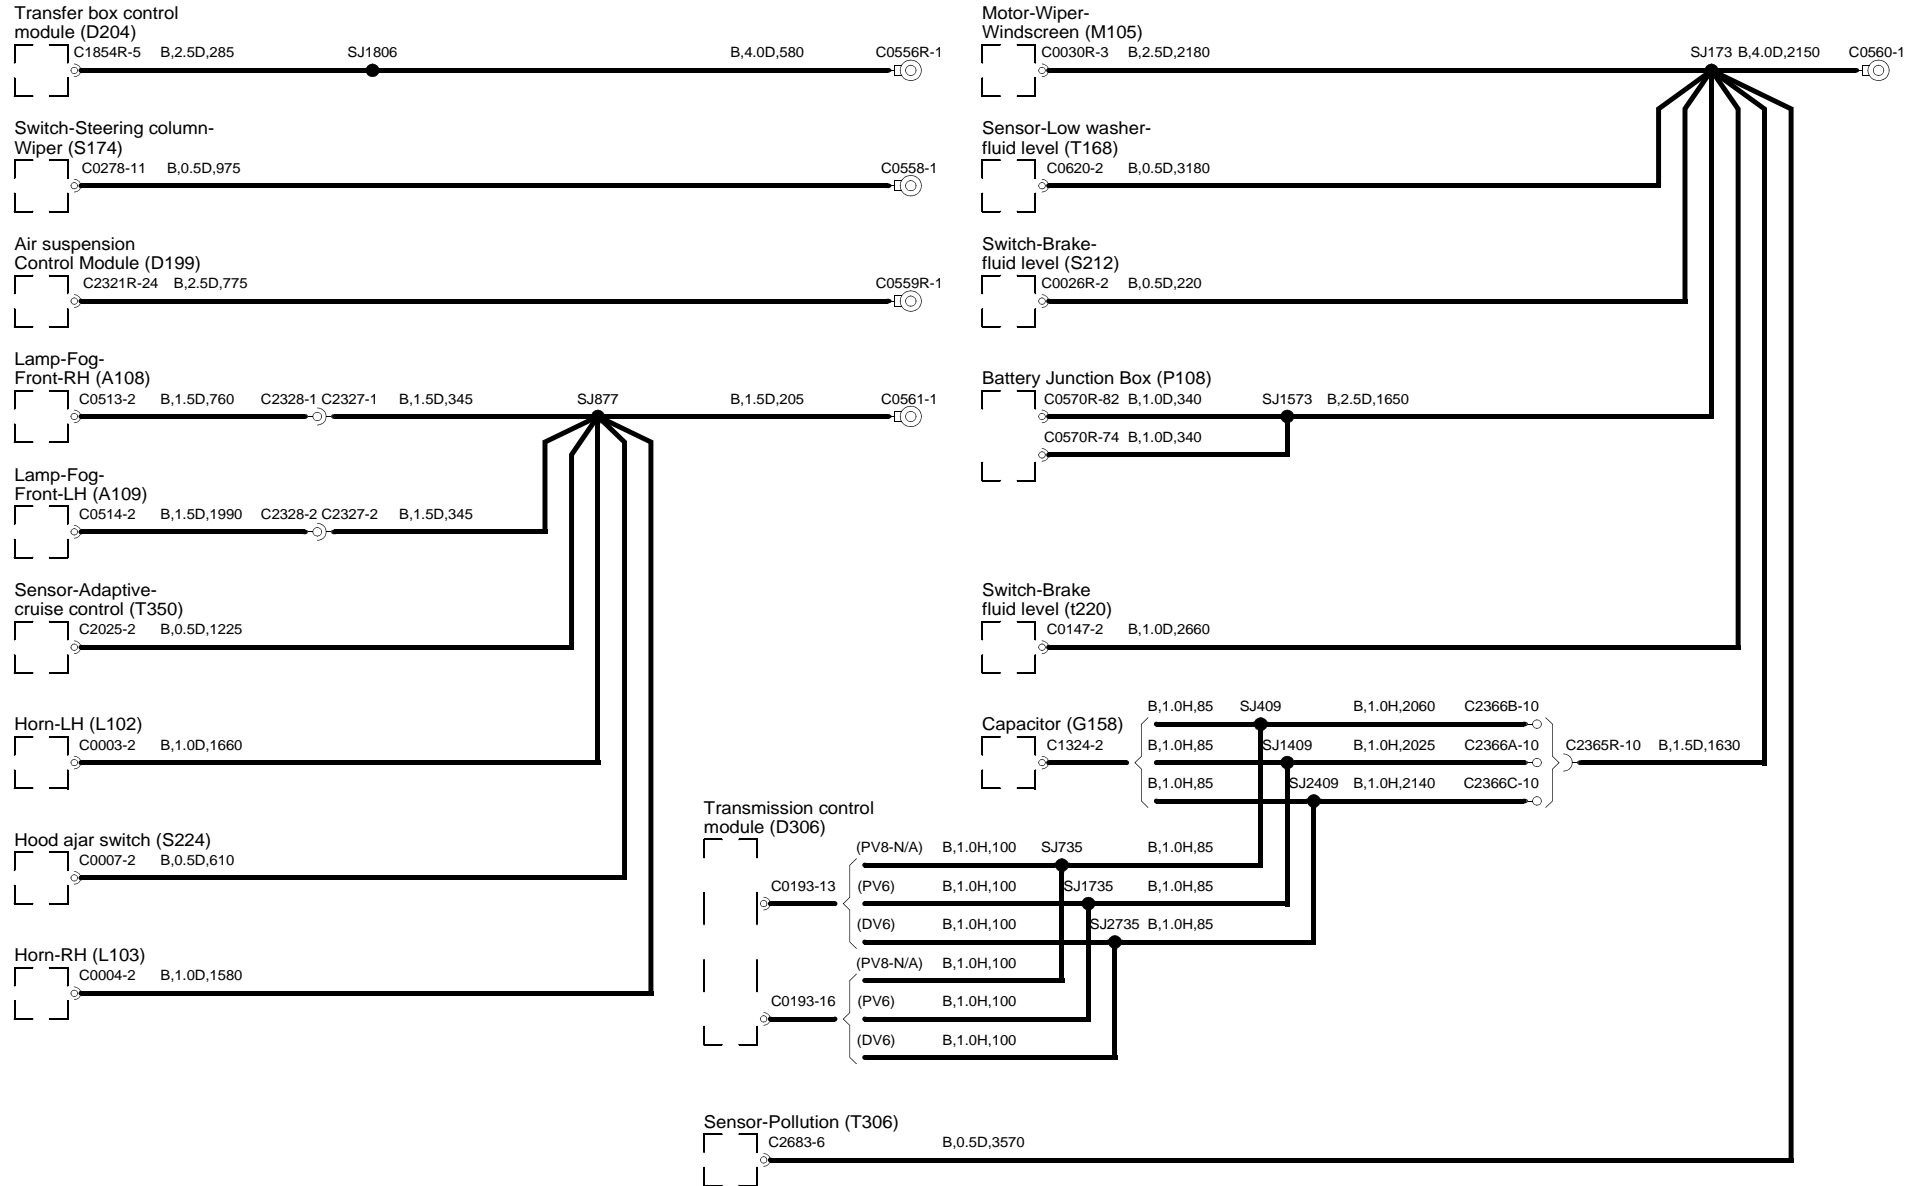 Transfer box control
module (D204)
C1854R-5 B,2.5D,285 SJ1806 B,4.0D,580 C0556R-1
Switch-Steering column-
Wiper (S174)
C0278-11 B,0.5D,975 C0558-1
Air suspension
Control Module (D199)
C2321R-24 B,2.5D,775 C0559R-1
Lamp-Fog-
Front-RH (A108)
C0513-2 B,1.5D,760 C2328-1 C2327-1 B,1.5D,345 SJ877 B,1.5D,205 C0561-1
Lamp-Fog-
Front-LH (A109)
C0514-2 B,1.5D,1990 C2328-2 C2327-2 B,1.5D,345
Sensor-Adaptive-
cruise control (T350)
C2025-2 B,0.5D,1225
Horn-LH (L102)
C0003-2 B,1.0D,1660
Hood ajar switch (S224)
C0007-2 B,0.5D,610
Horn-RH (L103)
C0004-2 B,1.0D,1580
Motor-Wiper-
Windscreen (M105)
C0030R-3 B,2.5D,2180 SJ173 B,4.0D,2150 C0560-1
Sensor-Low washer-
fluid level (T168)
C0620-2 B,0.5D,3180
Switch-Brake-
fluid level (S212)
C0026R-2 B,0.5D,220
Battery Junction Box (P108)
C0570R-82 B,1.0D,340 SJ1573 B,2.5D,1650
C0570R-74 B,1.0D,340
Switch-Brake
fluid level (t220)
C0147-2 B,1.0D,2660
Capacitor (G158)
C1324-2
B,1.0H,85 SJ409 B,1.0H,2060 C2366B-10
B,1.0H,85 SJ1409 B,1.0H,2025 C2366A-10 C2365R-10 B,1.5D,1630
B,1.0H,85 SJ2409 B,1.0H,2140 C2366C-10
Transmission control
module (D306)
(PV8-N/A) B,1.0H,100 SJ735 B,1.0H,85
C0193-13 (PV6) B,1.0H,100 SJ1735 B,1.0H,85
(DV6) B,1.0H,100 SJ2735 B,1.0H,85
(PV8-N/A) B,1.0H,100
C0193-16 (PV6) B,1.0H,100
(DV6) B,1.0H,100
Sensor-Pollution (T306)
C2683-6 B,0.5D,3570